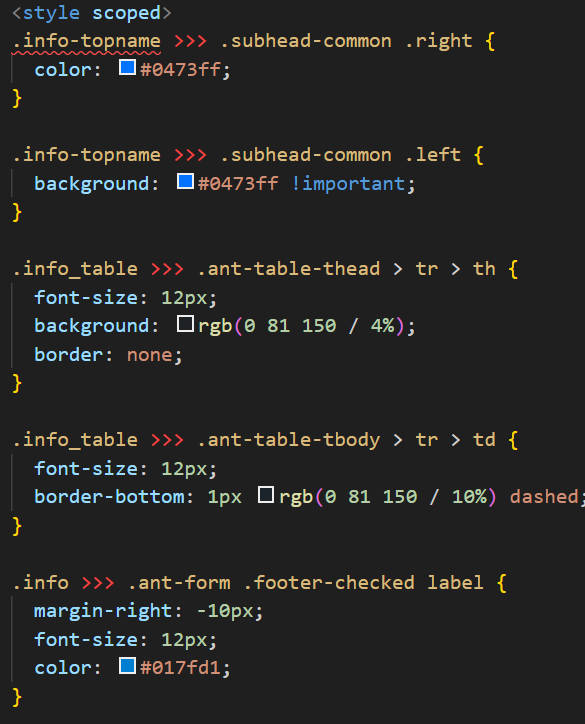 <style scoped>
.info-topname >>> .subhead-common .right {
color: #0473ff;
}
.info-topname >>> .subhead-common .left {
background: #0473ff !important;
}
.info_table >>> .ant-table-thead > tr > th {
font-size: 12px;
background: rgb(0 81 150 / 4%);
border: none;
}
.info_table >>> .ant-table-tbody > tr > td {
font-size: 12px;
border-bottom: 1px rgb(0 81 150 / 10%) dashed;
}
.info >>> .ant-form .footer-checked label {
margin-right: -10px;
font-size: 12px;
color: #017fd1;
}